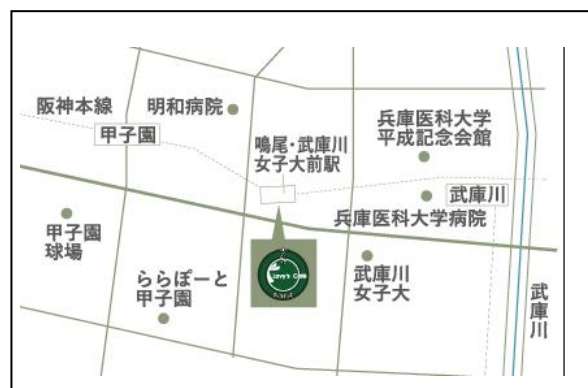 阪神本線
明和病院
甲子園
鳴尾・武庫川
女子大前駅
兵庫医科大学
平成記念会館
武庫川
兵庫医科大学病院
甲子園
球場
ららぽーと
甲子園
武庫川
女子大
武庫川